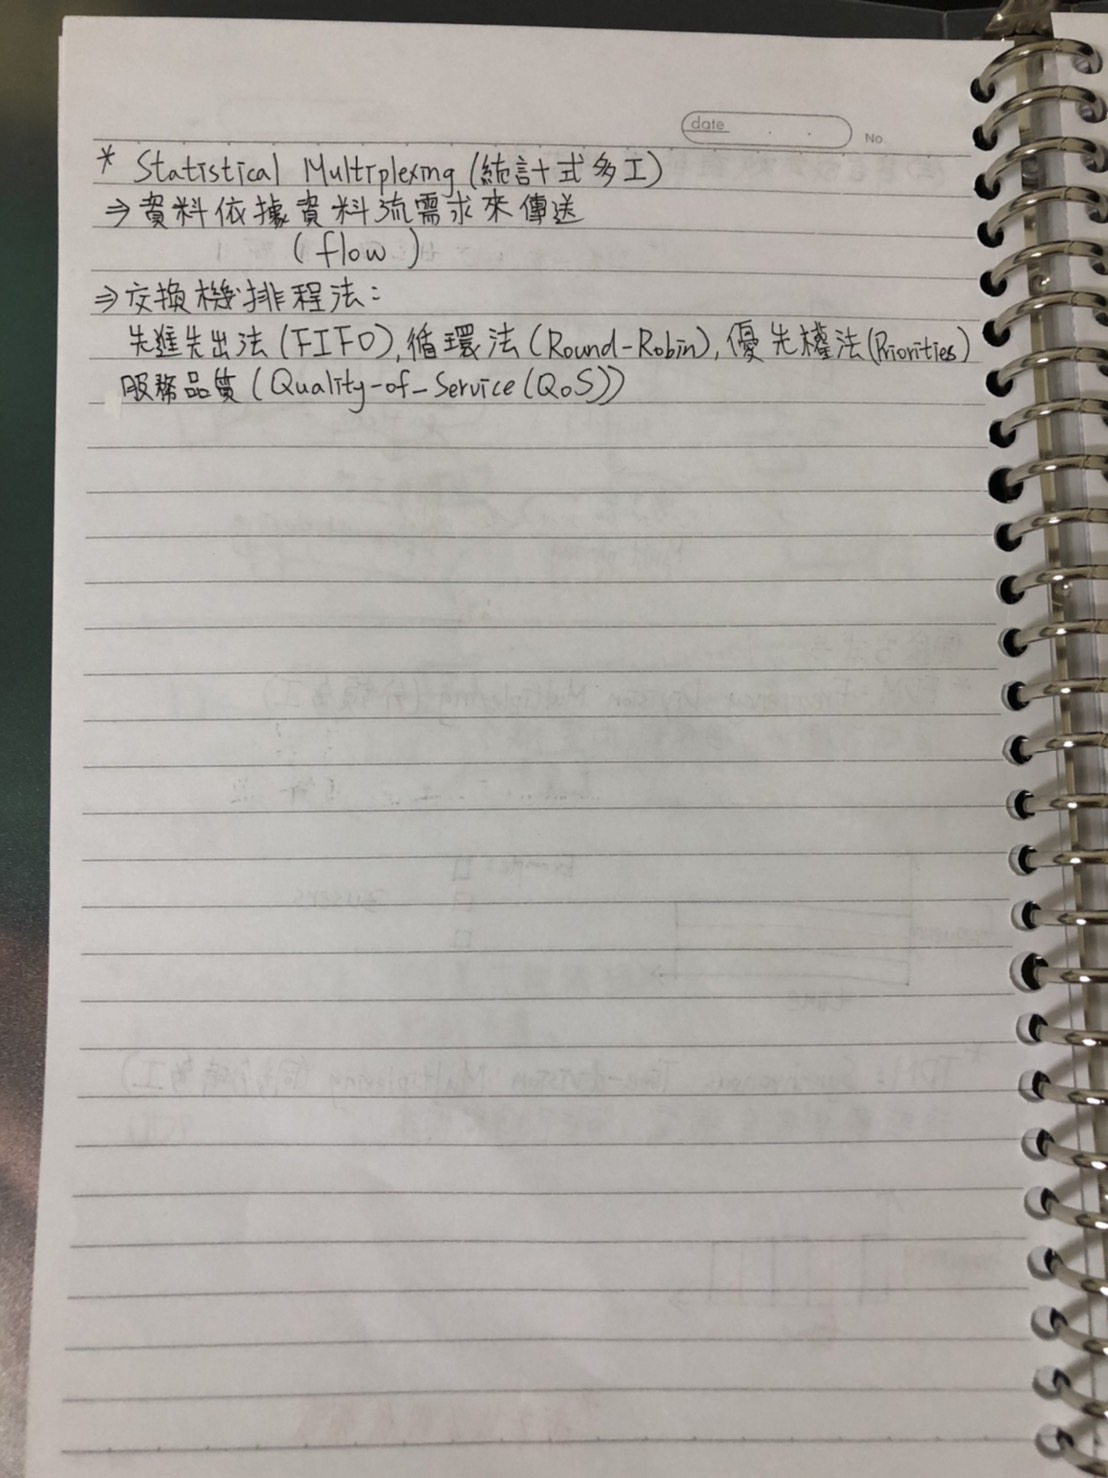 date
No.
* Statistical Multiplexing (統計式多工)
⇒ 資料依據資料流需求來傳送
(flow)
⇒ 交換機排程法:
先進先出法(FIFO), 循環法(Round-Robin), 優先權法(Priorities)
服務品質(Quality-of-Service(QoS))